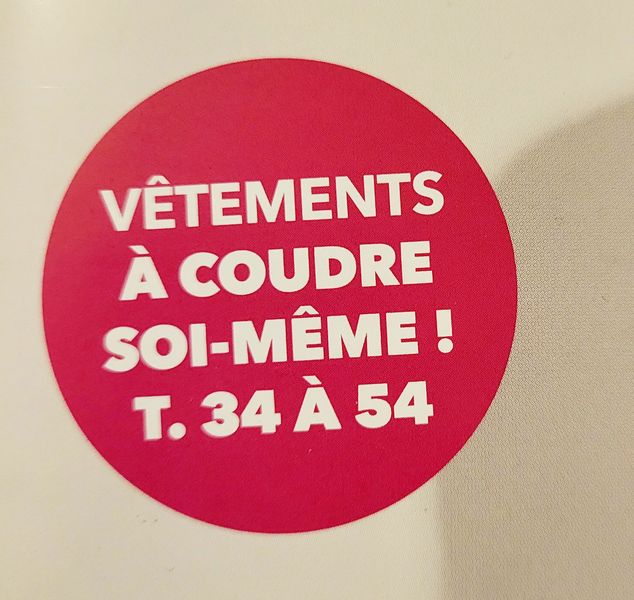 VÊTEMENTS
À COUDRE
SOI-MÊME !
T. 34 À 54